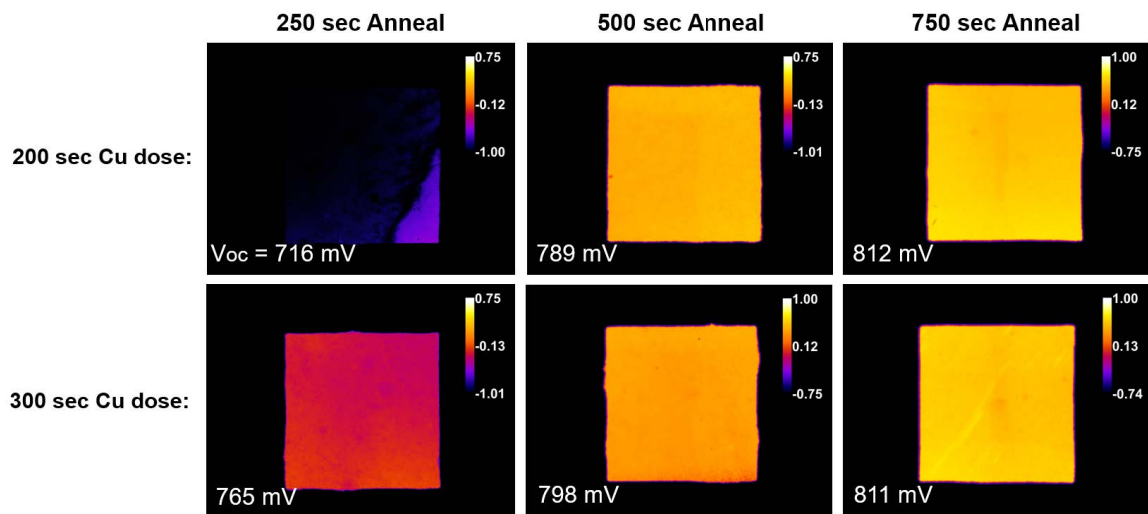 250 sec Anneal 500 sec Anneal 750 sec Anneal
200 sec Cu dose:
0.75
-0.12
-1.00
Voc = 716 mV
0.75
-0.13
-1.01
789 mV
1.00
0.12
-0.75
812 mV
300 sec Cu dose:
0.75
-0.13
-1.01
765 mV
1.00
0.12
-0.75
798 mV
1.00
0.12
-0.74
811 mV